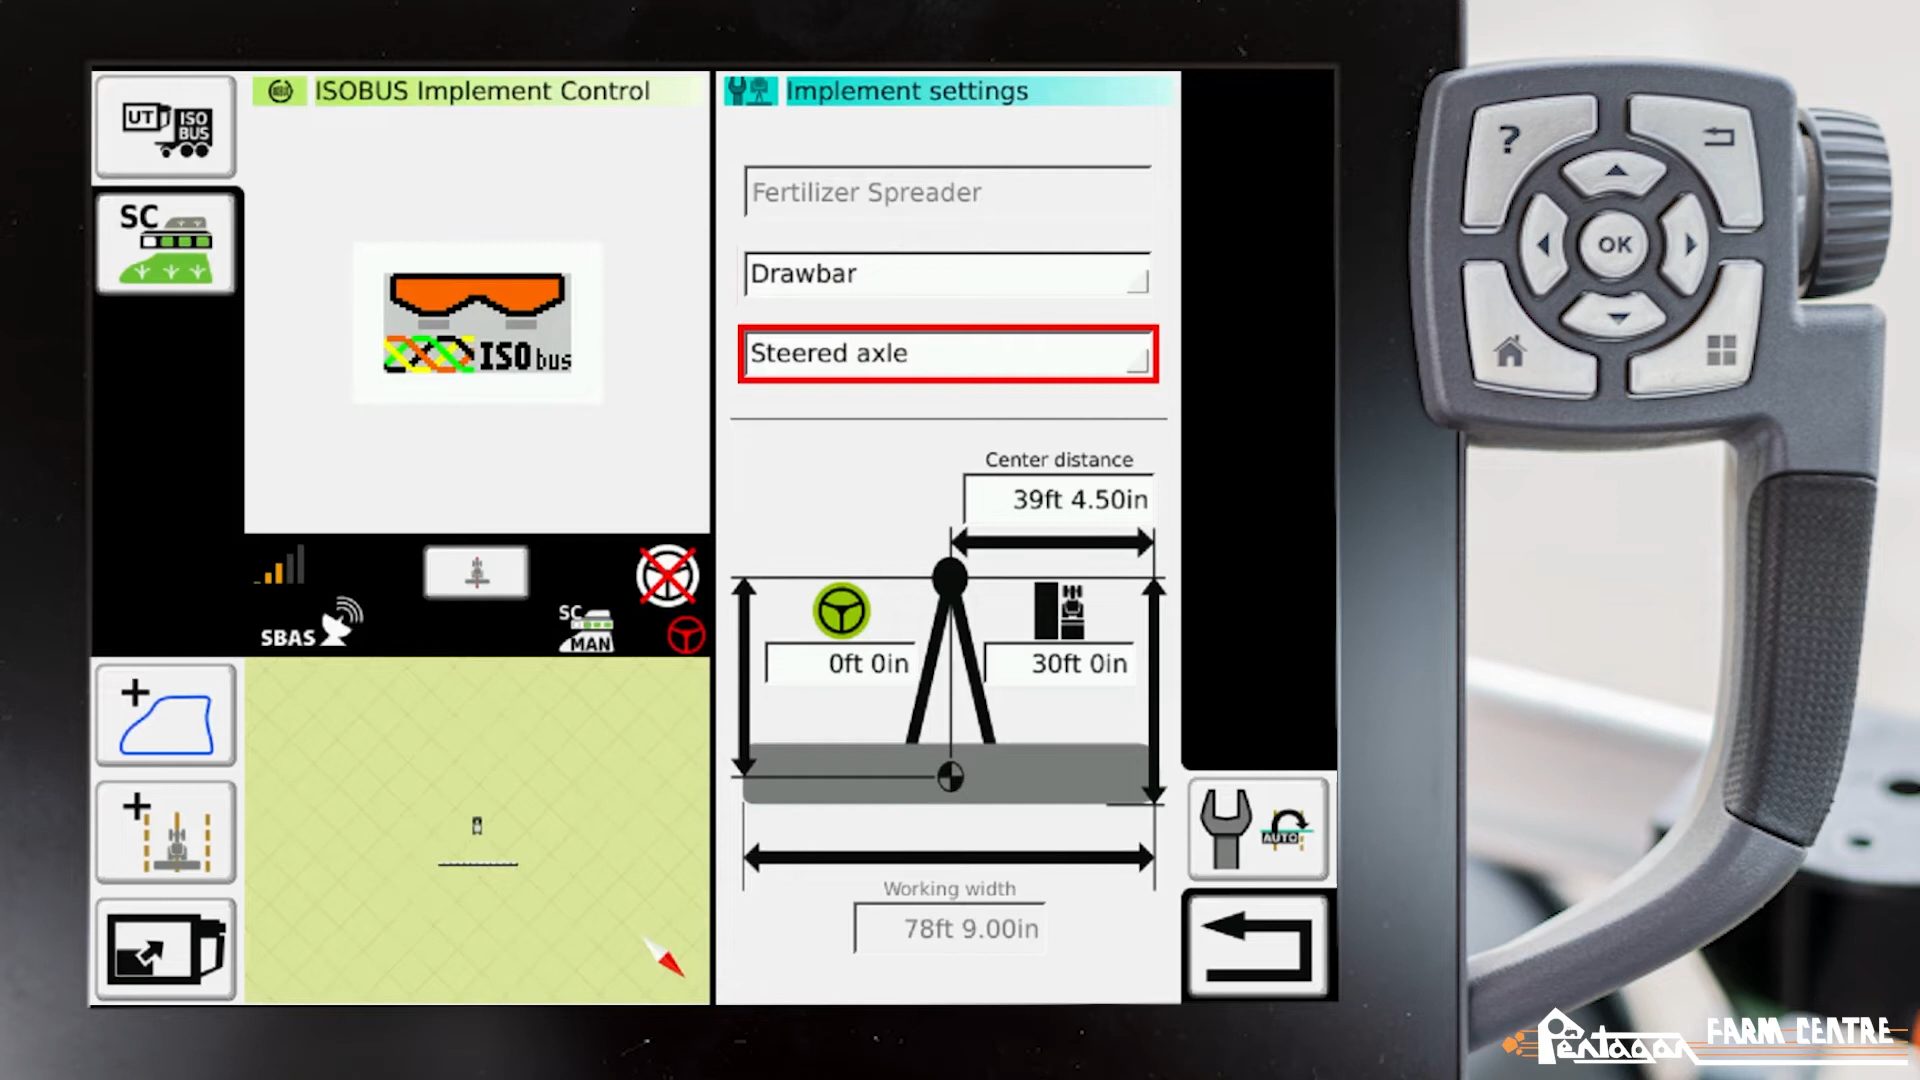 UT
ISO
BUS
ISOBUS Implement Control
SC
ISO bus
SBAS
SC
MAN
Implement settings
Fertilizer Spreader
Drawbar
Steered axle
Center distance
39ft 4.50in
0ft 0in
30ft 0in
Working width
78ft 9.00in
AUTO
?
OK
Pentagon FARM CENTRE